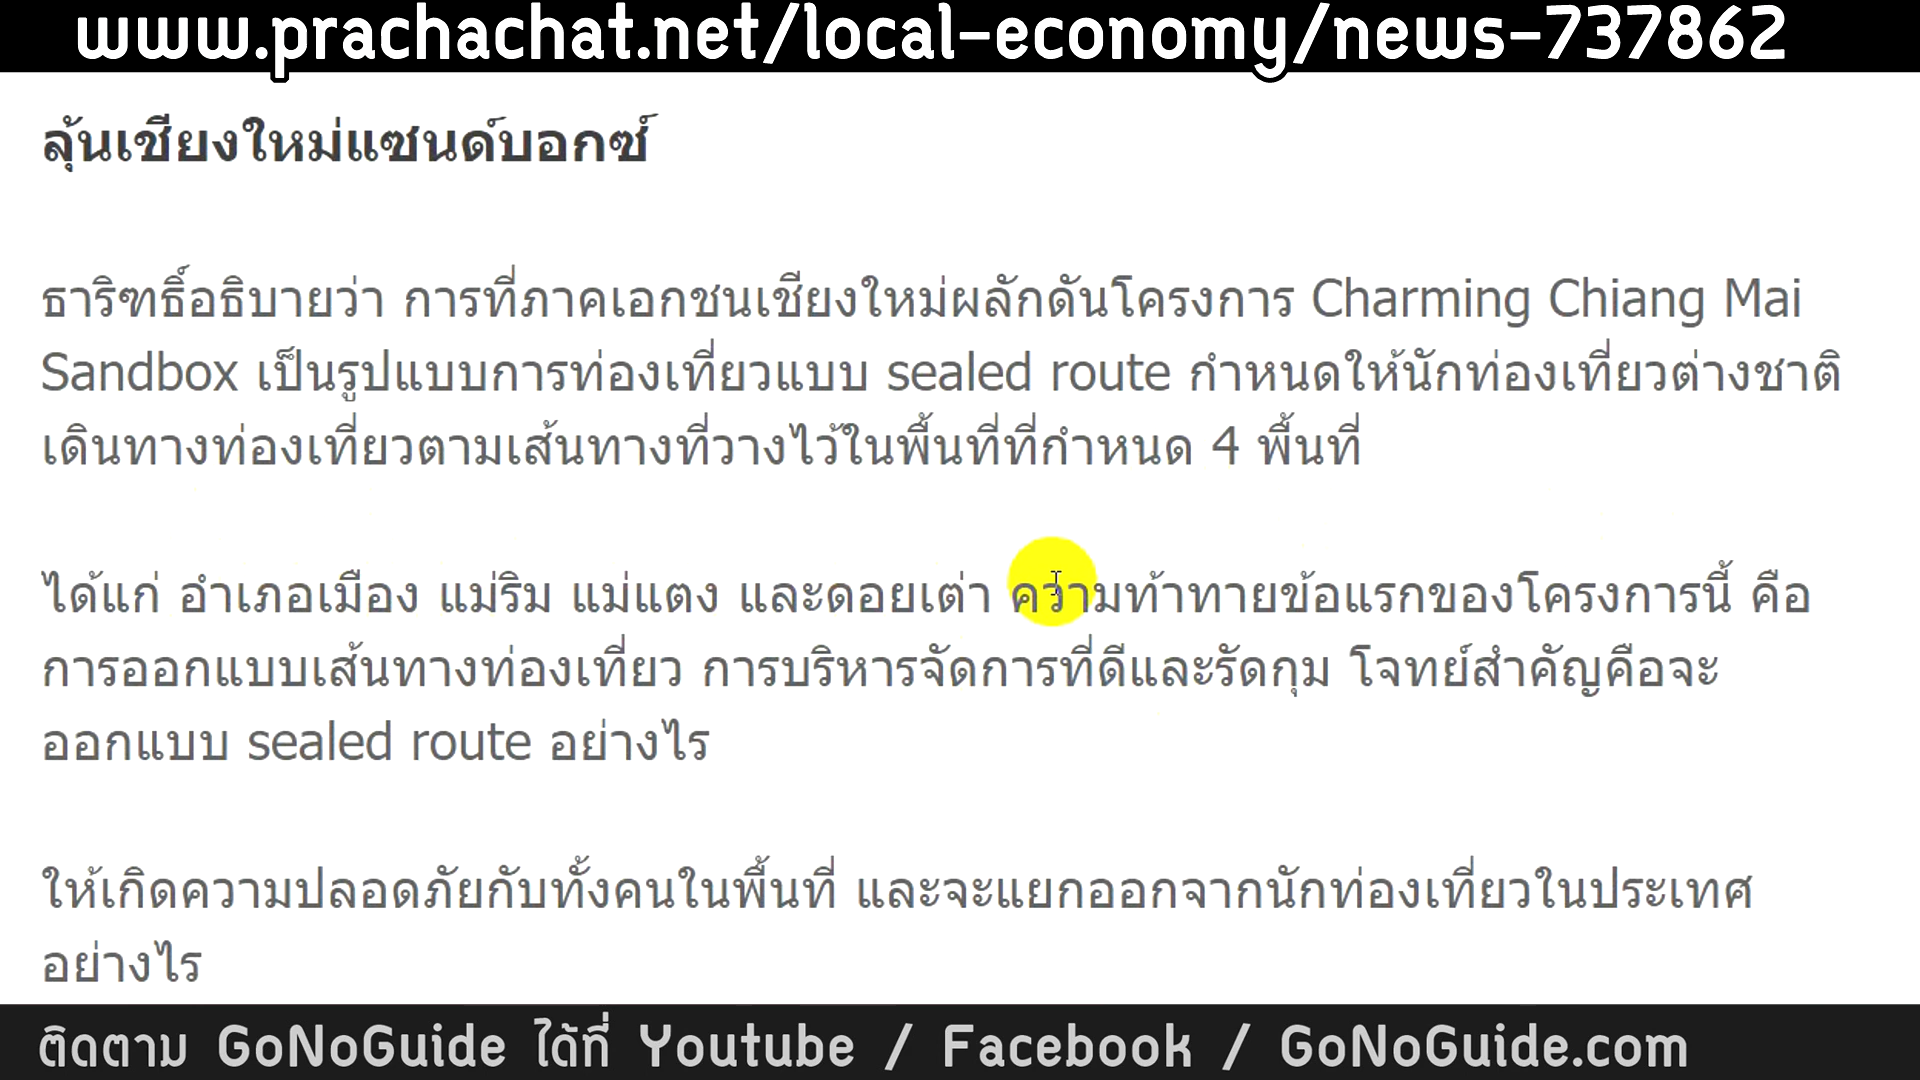 www.prachachat.net/local-economy/news-737862
ลุ้นเชียงใหม่แซนด์บอกซ์
ธาริฑธิ์อธิบายว่า การที่ภาคเอกชนเชียงใหม่ผลักดันโครงการ Charming Chiang Mai
Sandbox เป็นรูปแบบการท่องเที่ยวแบบ sealed route กำหนดให้นักท่องเที่ยวต่างชาติ
เดินทางท่องเที่ยวตามเส้นทางที่วางไว้ในพื้นที่ที่กำหนด 4 พื้นที่
ได้แก่ อำเภอเมือง แม่ริม แม่แตง และดอยเต่า ความท้าทายข้อแรกของโครงการนี้ คือ
การออกแบบเส้นทางท่องเที่ยว การบริหารจัดการที่ดีและรัดกุม โจทย์สำคัญคือจะ
ออกแบบ sealed route อย่างไร
ให้เกิดความปลอดภัยกับทั้งคนในพื้นที่ และจะแยกออกจากนักท่องเที่ยวในประเทศ
อย่างไร
ติดตาม GoNoGuide ได้ที่ Youtube / Facebook / GoNoGuide.com